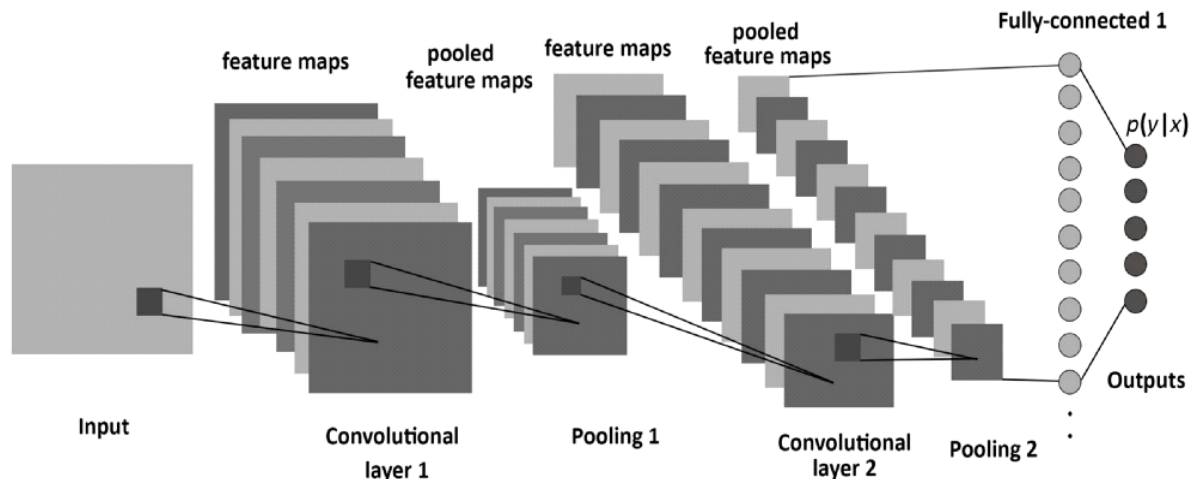 feature maps
pooled
feature maps
feature maps
pooled
feature maps
Fully-connected 1
p(y|x)
Input
Convolutional
layer 1
Pooling 1
Convolutional
layer 2
Pooling 2
Outputs